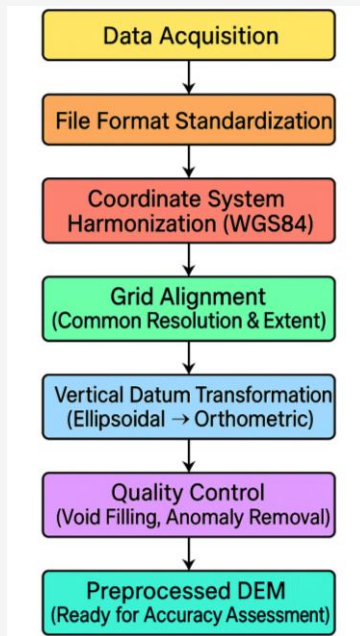 Data Acquisition
File Format Standardization
Coordinate System
Harmonization (WGS84)
Grid Alignment
(Common Resolution & Extent)
Vertical Datum Transformation
(Ellipsoidal → Orthometric)
Quality Control
(Void Filling, Anomaly Removal)
Preprocessed DEM
(Ready for Accuracy Assessment)